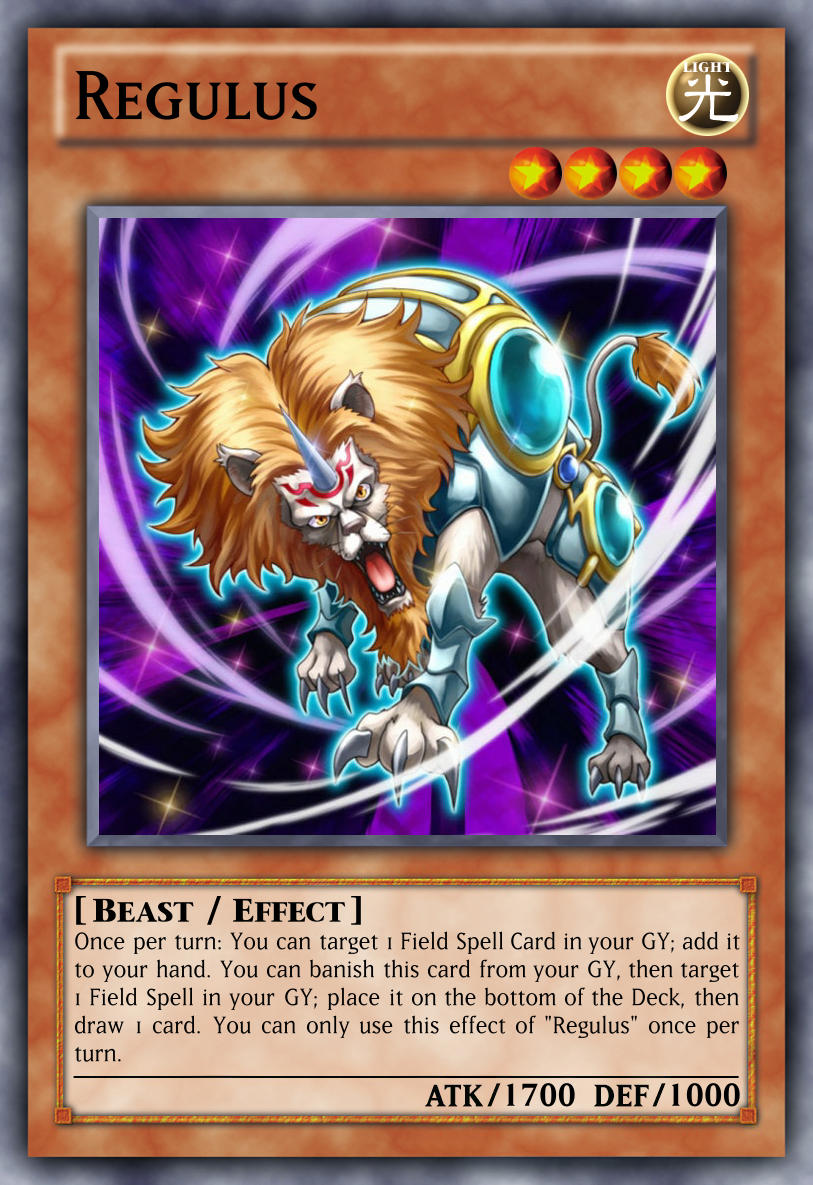 Regulus
LIGHT
光
[ Beast / Effect ]
Once per turn: You can target 1 Field Spell Card in your GY; add it
to your hand. You can banish this card from your GY, then target
1 Field Spell in your GY; place it on the bottom of the Deck, then
draw 1 card. You can only use this effect of "Regulus" once per
turn.
ATK/1700 DEF/1000